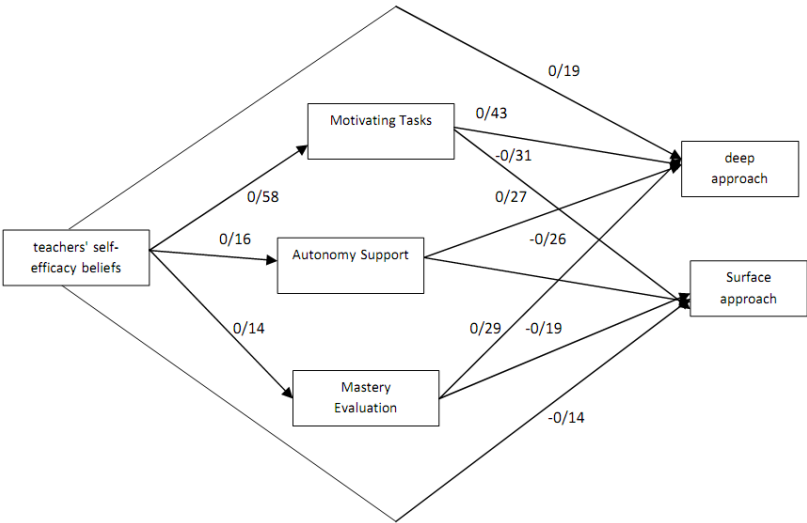 0/19
Motivating Tasks
0/43
-0/31
deep
approach
0/58
0/27
teachers' self-
efficacy beliefs
0/16
Autonomy Support
-0/26
Surface
approach
0/14
0/29
-0/19
Mastery
Evaluation
-0/14